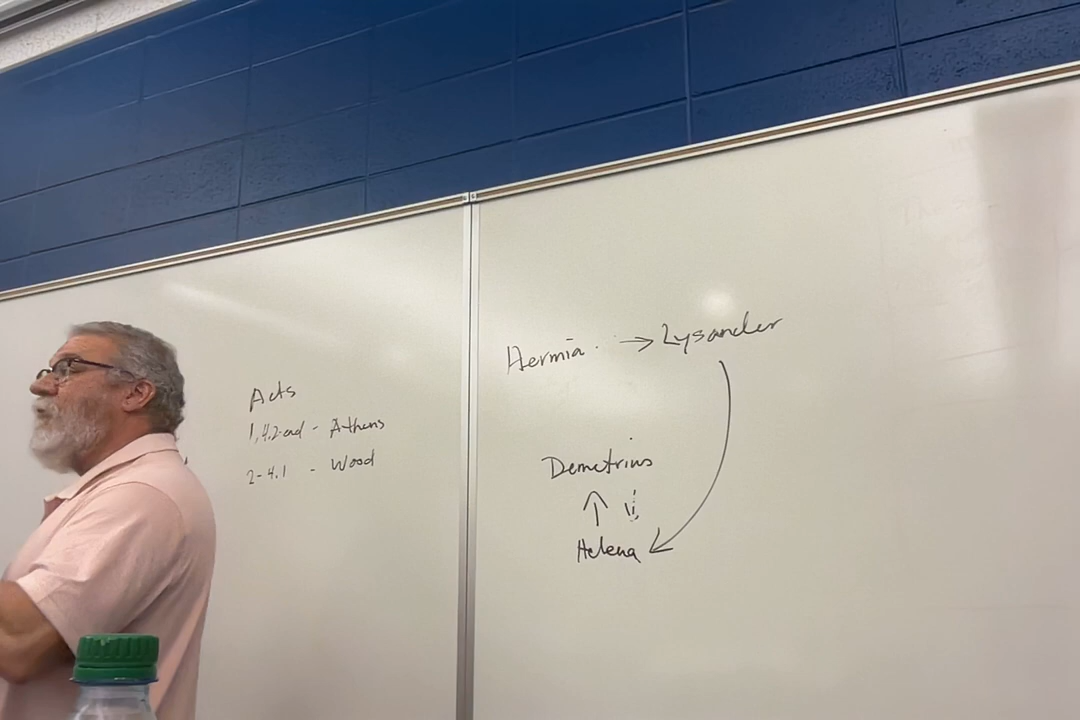 Acts
1, 4.2-end - Athens
2-4.1 - Wood
Hermia → Lysander
Demetrius
Helena